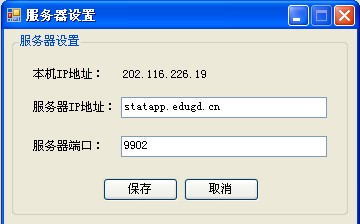 服务器设置
服务器设置
本机IP地址： 202.116.226.19
服务器IP地址： statapp.edugd.cn
服务器端口： 9902
保存 取消